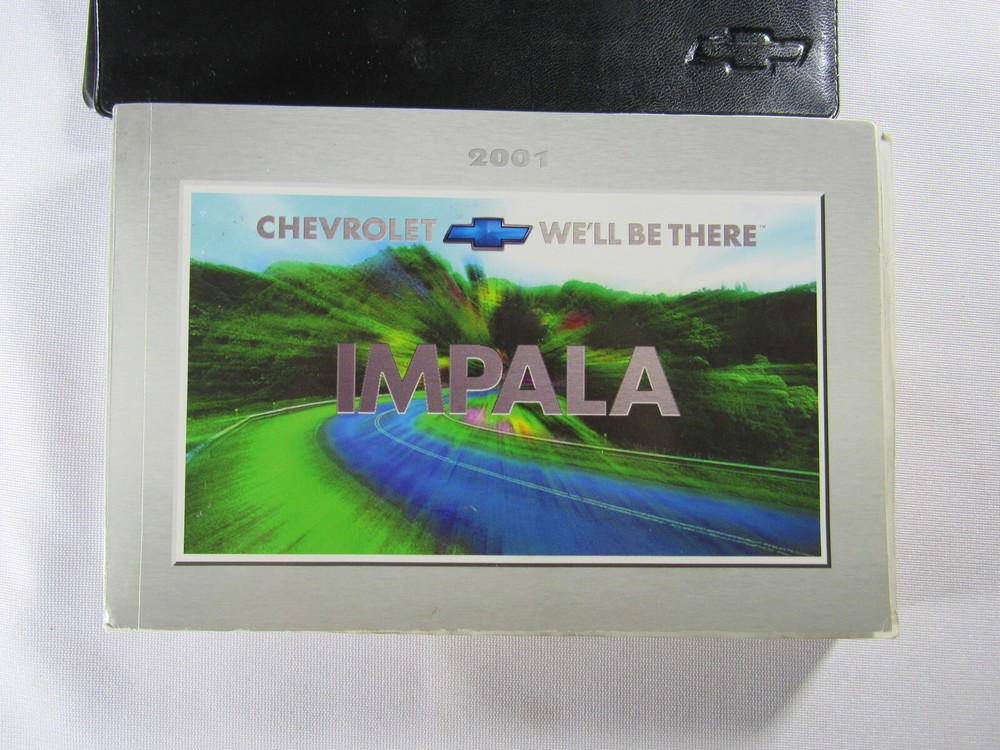 2001
CHEVROLET WE'LL BE THERE™
IMPALA